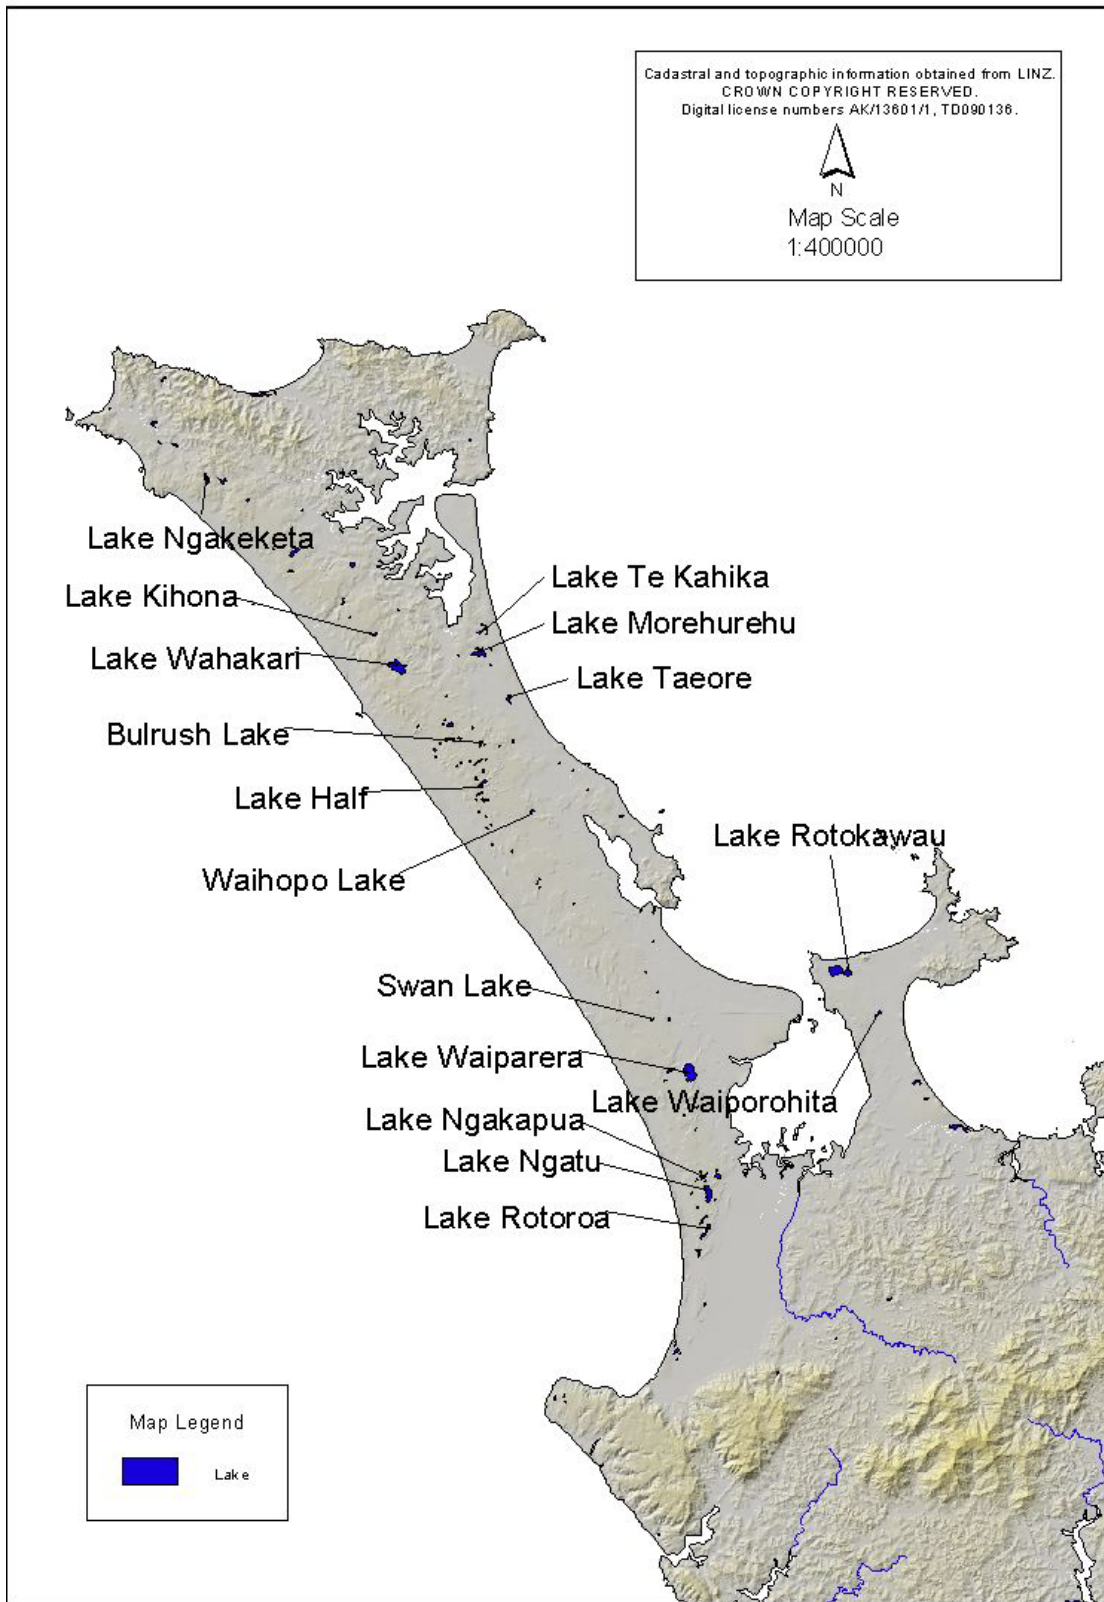 Cadastral and topographic information obtained from LINZ.
CROWN COPYRIGHT RESERVED.
Digital license numbers AK/13601/1, TD090136.
N
Map Scale
1:400000
Lake Ngakeketa
Lake Te Kahika
Lake Kihona
Lake Morehurehu
Lake Wahakari
Lake Taeore
Bulrush Lake
Lake Half
Lake Rotokawau
Waihopo Lake
Swan Lake
Lake Waiparera
Lake Waiporohita
Lake Ngakapua
Lake Ngatu
Lake Rotoroa
Map Legend
Lake